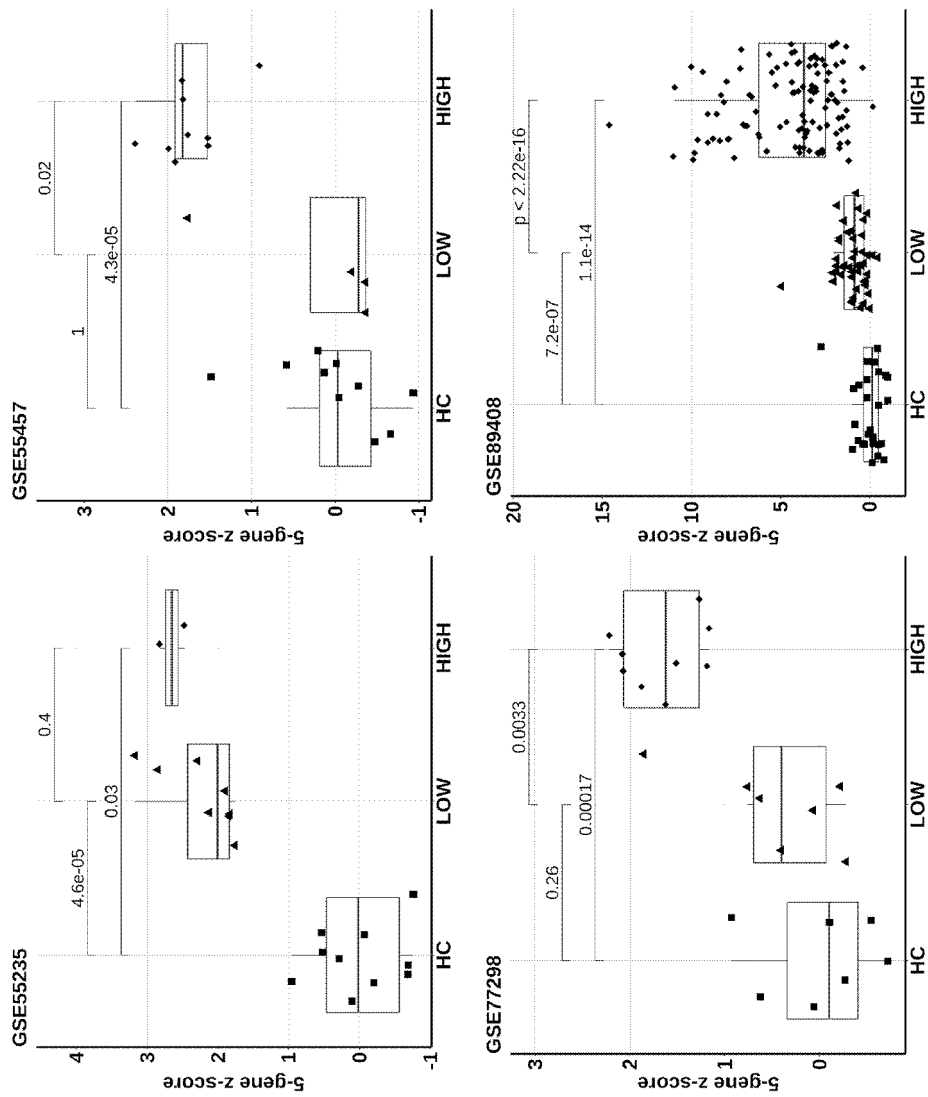 GSE55235
5-gene z-score
4
3
2
1
0
-1
0.4
4.6e-05
0.03
HC
LOW
HIGH
GSE55457
5-gene z-score
3
2
1
0
-1
0.02
1
4.3e-05
HC
LOW
HIGH
GSE77298
5-gene z-score
3
2
1
0
0.0033
0.26
0.00017
HC
LOW
HIGH
GSE89408
5-gene z-score
20
15
10
5
0
p < 2.22e-16
7.2e-07
1.1e-14
HC
LOW
HIGH